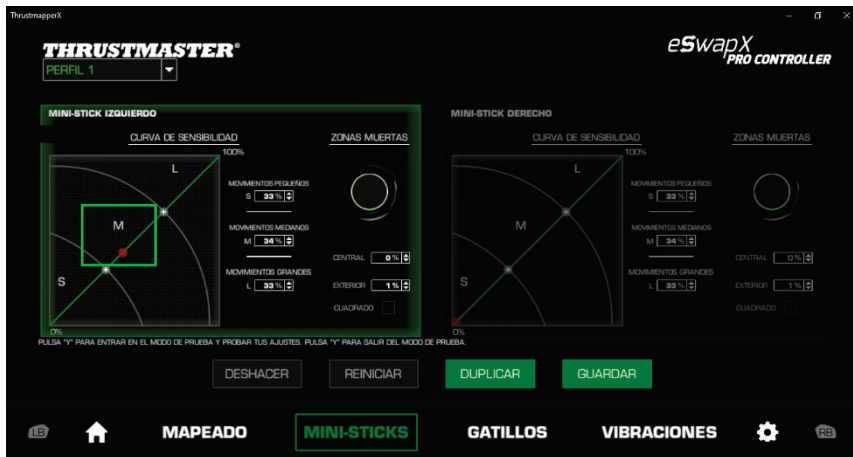 ThrustmapperX
THRUSTMASTER®
eSwapX
PRO CONTROLLER
PERFIL 1
MINI-STICK IZQUIERDO
CURVA DE SENSIBILIDAD
ZONAS MUERTAS
100%
L
M
S
0%
MOVIMIENTOS PEQUEÑOS
S 33 %
MOVIMIENTOS MEDIANOS
M 34 %
MOVIMIENTOS GRANDES
L 33 %
CENTRAL 0 %
EXTERIOR 1 %
CUADRADO
MINI-STICK DERECHO
CURVA DE SENSIBILIDAD
ZONAS MUERTAS
100%
L
M
S
0%
MOVIMIENTOS PEQUEÑOS
S 33 %
MOVIMIENTOS MEDIANOS
M 34 %
MOVIMIENTOS GRANDES
L 33 %
CENTRAL 0 %
EXTERIOR 1 %
CUADRADO
PULSA "Y" PARA ENTRAR EN EL MODO DE PRUEBA Y PROBAR TUS AJUSTES. PULSA "Y" PARA SALIR DEL MODO DE PRUEBA.
DESHACER
REINICIAR
DUPLICAR
GUARDAR
LB
MAPEADO
MINI-STICKS
GATILLOS
VIBRACIONES
RB